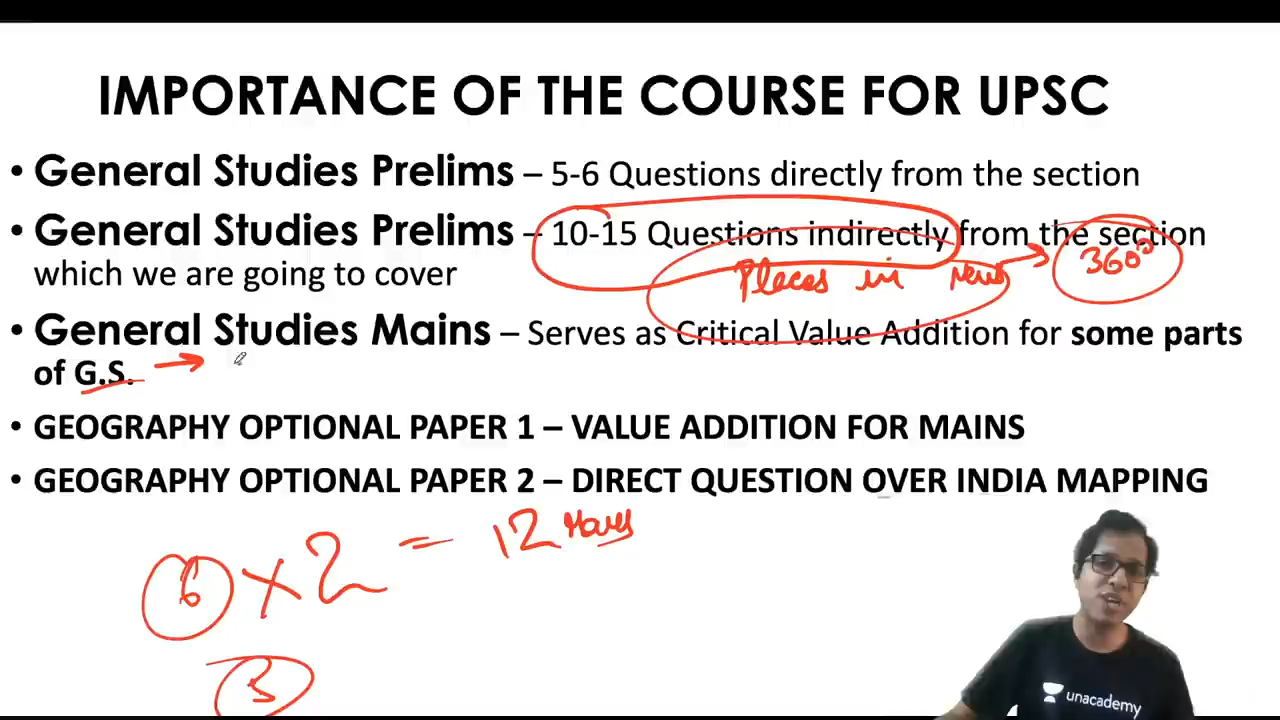 IMPORTANCE OF THE COURSE FOR UPSC
• General Studies Prelims – 5-6 Questions directly from the section
• General Studies Prelims – 10-15 Questions indirectly from the section
which we are going to cover
Places in News → 360°
• General Studies Mains – Serves as Critical Value Addition for some parts
of G.S. →
• GEOGRAPHY OPTIONAL PAPER 1 – VALUE ADDITION FOR MAINS
• GEOGRAPHY OPTIONAL PAPER 2 – DIRECT QUESTION OVER INDIA MAPPING
6 × 2 = 12 Marks
unacademy